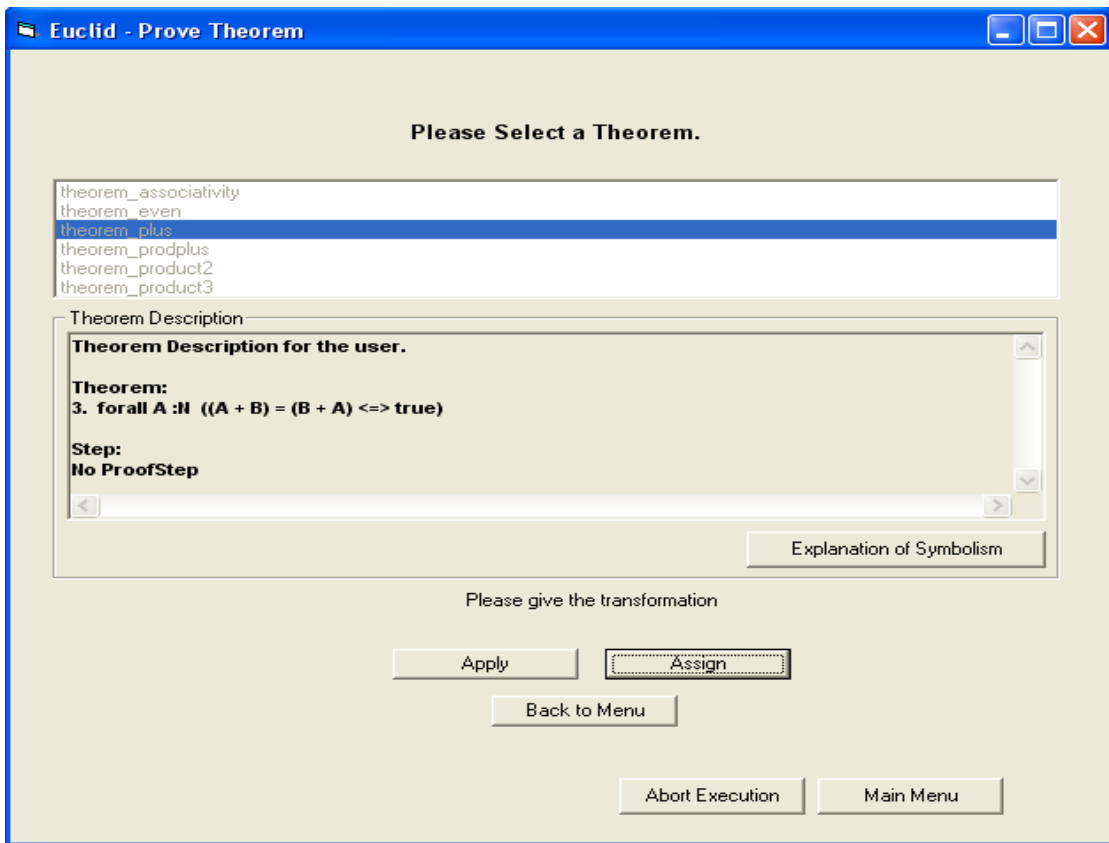 Euclid - Prove Theorem
Please Select a Theorem.
theorem_associativity
theorem_even
theorem_plus
theorem_prodplus
theorem_product2
theorem_product3
Theorem Description
Theorem Description for the user.
Theorem:
3. forall A :N ((A + B) = (B + A) <=> true)
Step:
No ProofStep
Explanation of Symbolism
Please give the transformation
Apply Assign
Back to Menu
Abort Execution Main Menu